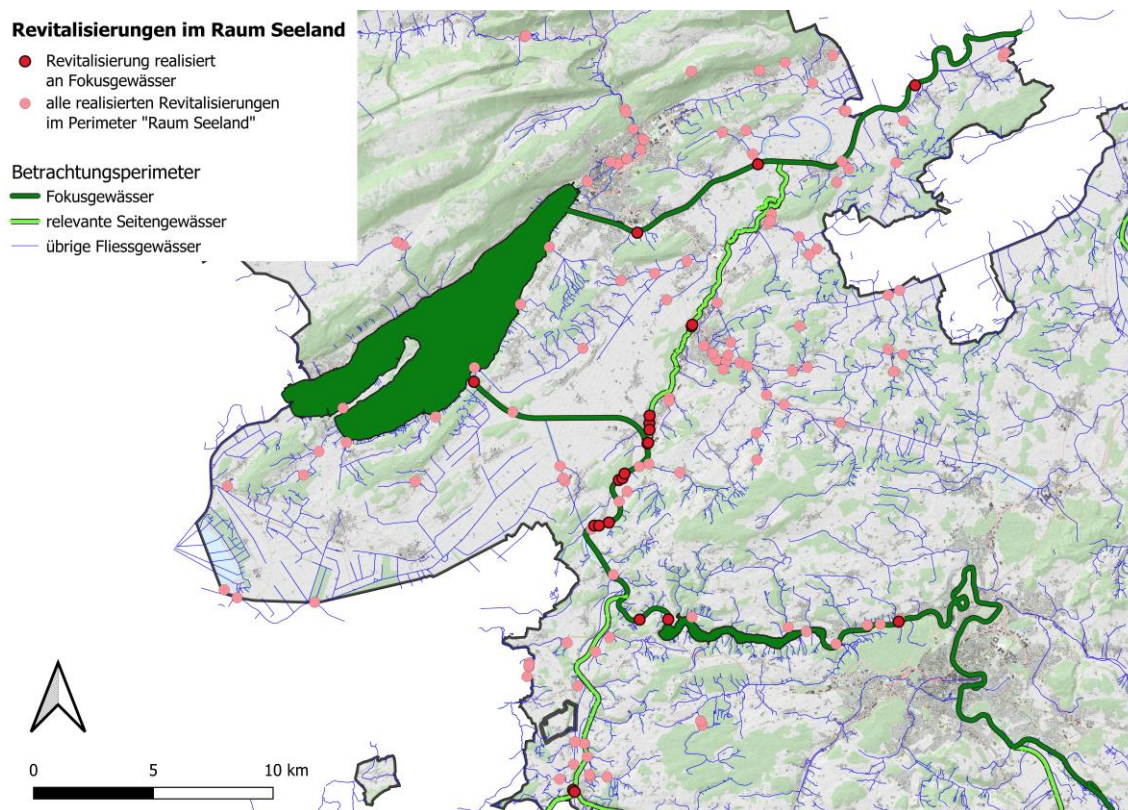 Revitalisierungen im Raum Seeland
Revitalisierung realisiert
an Fokusgewässer
alle realisierten Revitalisierungen
im Perimeter "Raum Seeland"
Betrachtungsperimeter
Fokusgewässer
relevante Seitengewässer
übrige Fliessgewässer
0 5 10 km